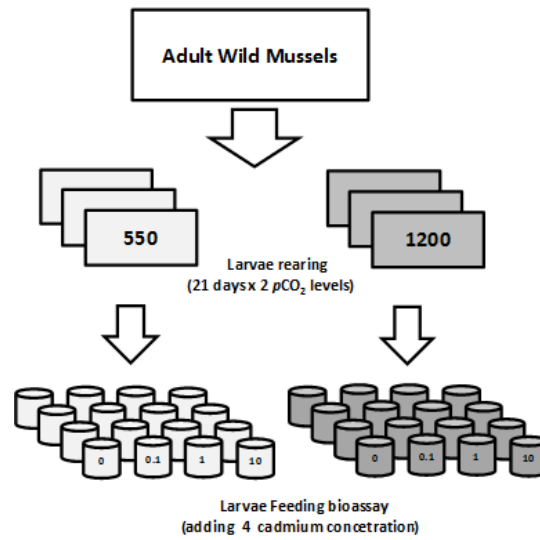 Adult Wild Mussels
550
1200
Larvae rearing
(21 days x 2 pCO₂ levels)
0 0.1 1 10
0 0.1 1 10
Larvae Feeding bioassay
(adding 4 cadmium concetration)